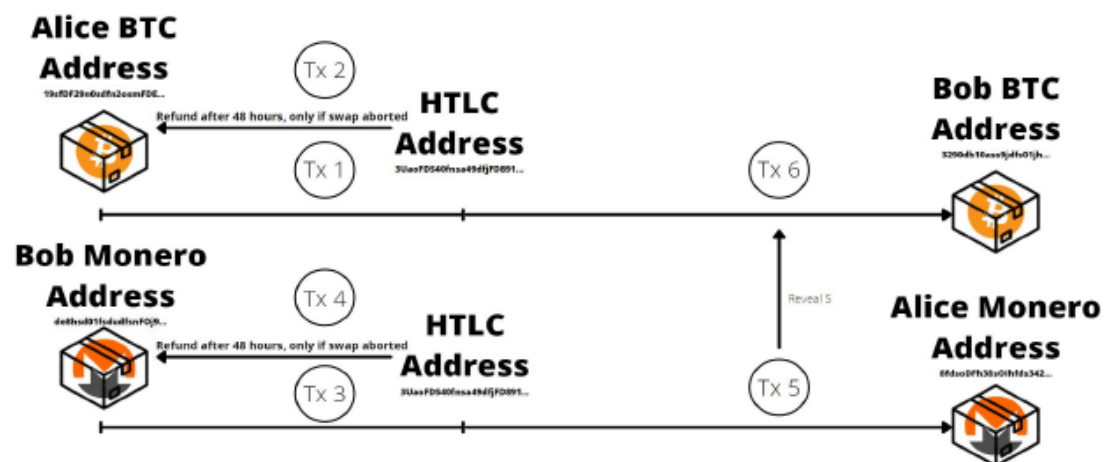 Alice BTC
Address
Tx 2
Refund after 48 hours, only if swap aborted
HTLC
Address
Tx 1
Bob BTC
Address
Tx 6
Bob Monero
Address
Tx 4
Refund after 48 hours, only if swap aborted
HTLC
Address
Tx 3
Reveal S
Tx 5
Alice Monero
Address